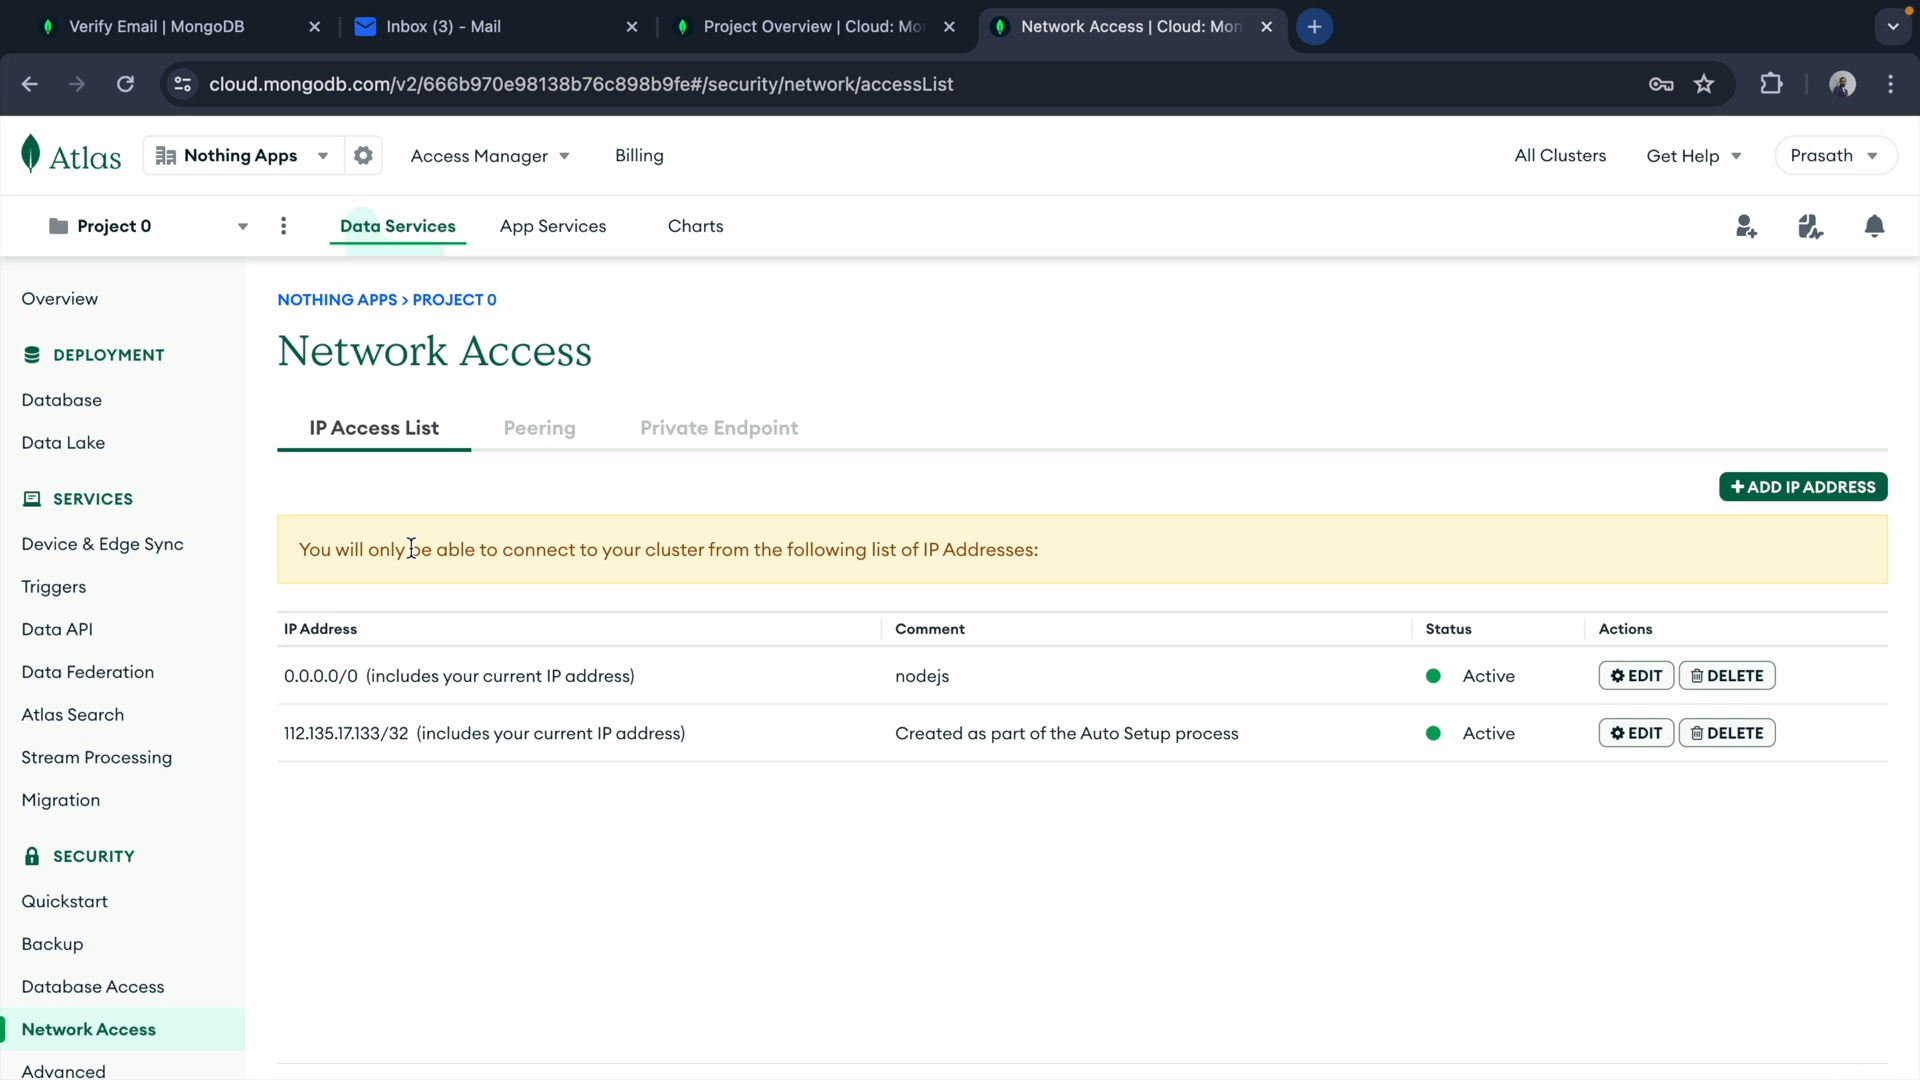 Verify Email | MongoDB
Inbox (3) - Mail
Project Overview | Cloud: Mo
Network Access | Cloud: Mon
cloud.mongodb.com/v2/666b970e98138b76c898b9fe#/security/network/accessList
Atlas
Nothing Apps
Access Manager
Billing
All Clusters
Get Help
Prasath
Project 0
Data Services
App Services
Charts
Overview
DEPLOYMENT
Database
Data Lake
SERVICES
Device & Edge Sync
Triggers
Data API
Data Federation
Atlas Search
Stream Processing
Migration
SECURITY
Quickstart
Backup
Database Access
Network Access
Advanced
NOTHING APPS > PROJECT 0
Network Access
IP Access List
Peering
Private Endpoint
+ ADD IP ADDRESS
You will only be able to connect to your cluster from the following list of IP Addresses:
IP Address Comment Status Actions
0.0.0.0/0 (includes your current IP address) nodejs Active EDIT DELETE
112.135.17.133/32 (includes your current IP address) Created as part of the Auto Setup process Active EDIT DELETE